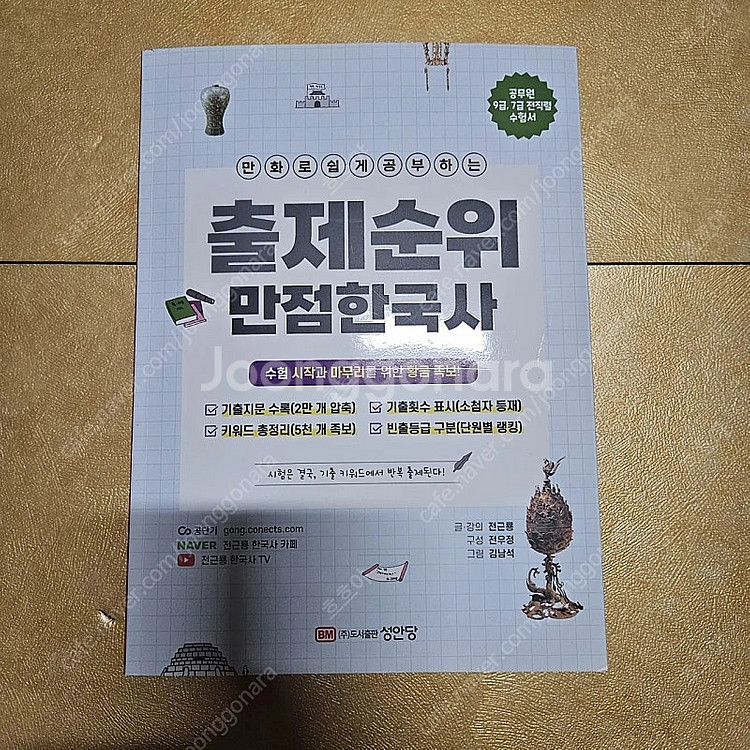 공무원
9급, 7급 전직렬
수험서
만화로쉽게공부하는
출제순위
만점한국사
수험 시작과 마무리를 위한 황금 족보!
기출지문 수록(2만 개 압축)
기출횟수 표시(소첨자 등재)
키워드 총정리(5천 개 족보)
빈출등급 구분(단원별 랭킹)
시험은 결국, 기출 키워드에서 반복 출제된다!
공단기 gong.conects.com
NAVER 전근룡 한국사 카페
전근룡 한국사 TV
글·강의 전근룡
구성 전우정
그림 김남석
BM (주)도서출판 성안당
Joonggonara
cafe.naver.com/joonggonara